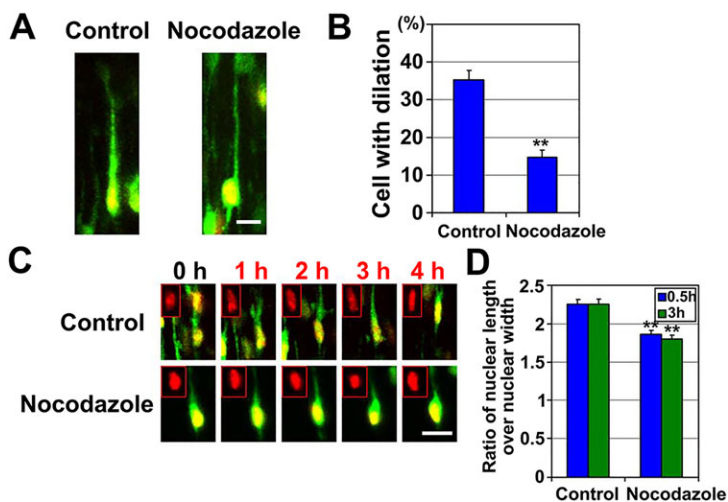 A
Control Nocodazole
B
(%)
Cell with dilation
50
40
30
20
10
0
**
Control Nocodazole
C
0 h 1 h 2 h 3 h 4 h
Control
Nocodazole
D
Ratio of nuclear length
over nuclear width
2.5
2
1.5
1
0.5
0
0.5h
3h
** **
Control Nocodazole